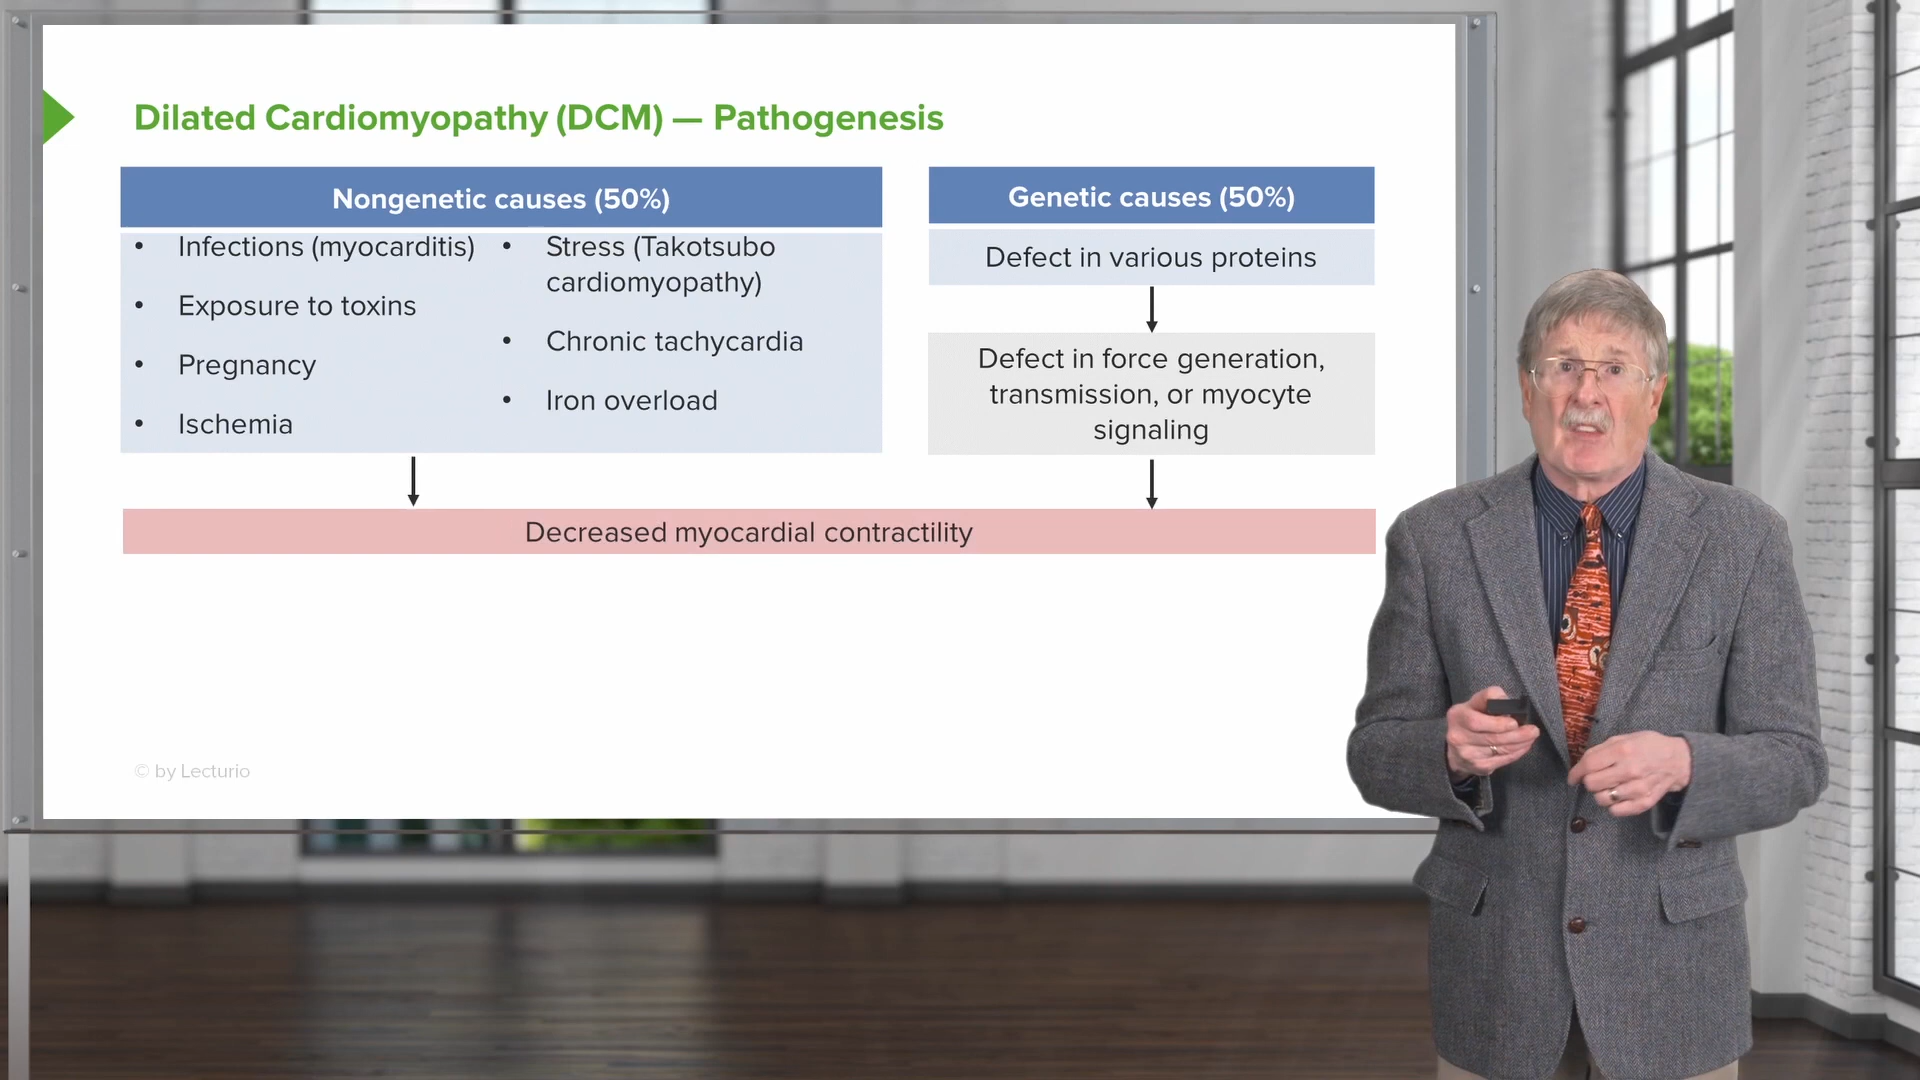 Dilated Cardiomyopathy (DCM) — Pathogenesis
Nongenetic causes (50%)
• Infections (myocarditis)
• Exposure to toxins
• Pregnancy
• Ischemia
• Stress (Takotsubo
cardiomyopathy)
• Chronic tachycardia
• Iron overload
Genetic causes (50%)
Defect in various proteins
Defect in force generation,
transmission, or myocyte
signaling
Decreased myocardial contractility
© by Lecturio